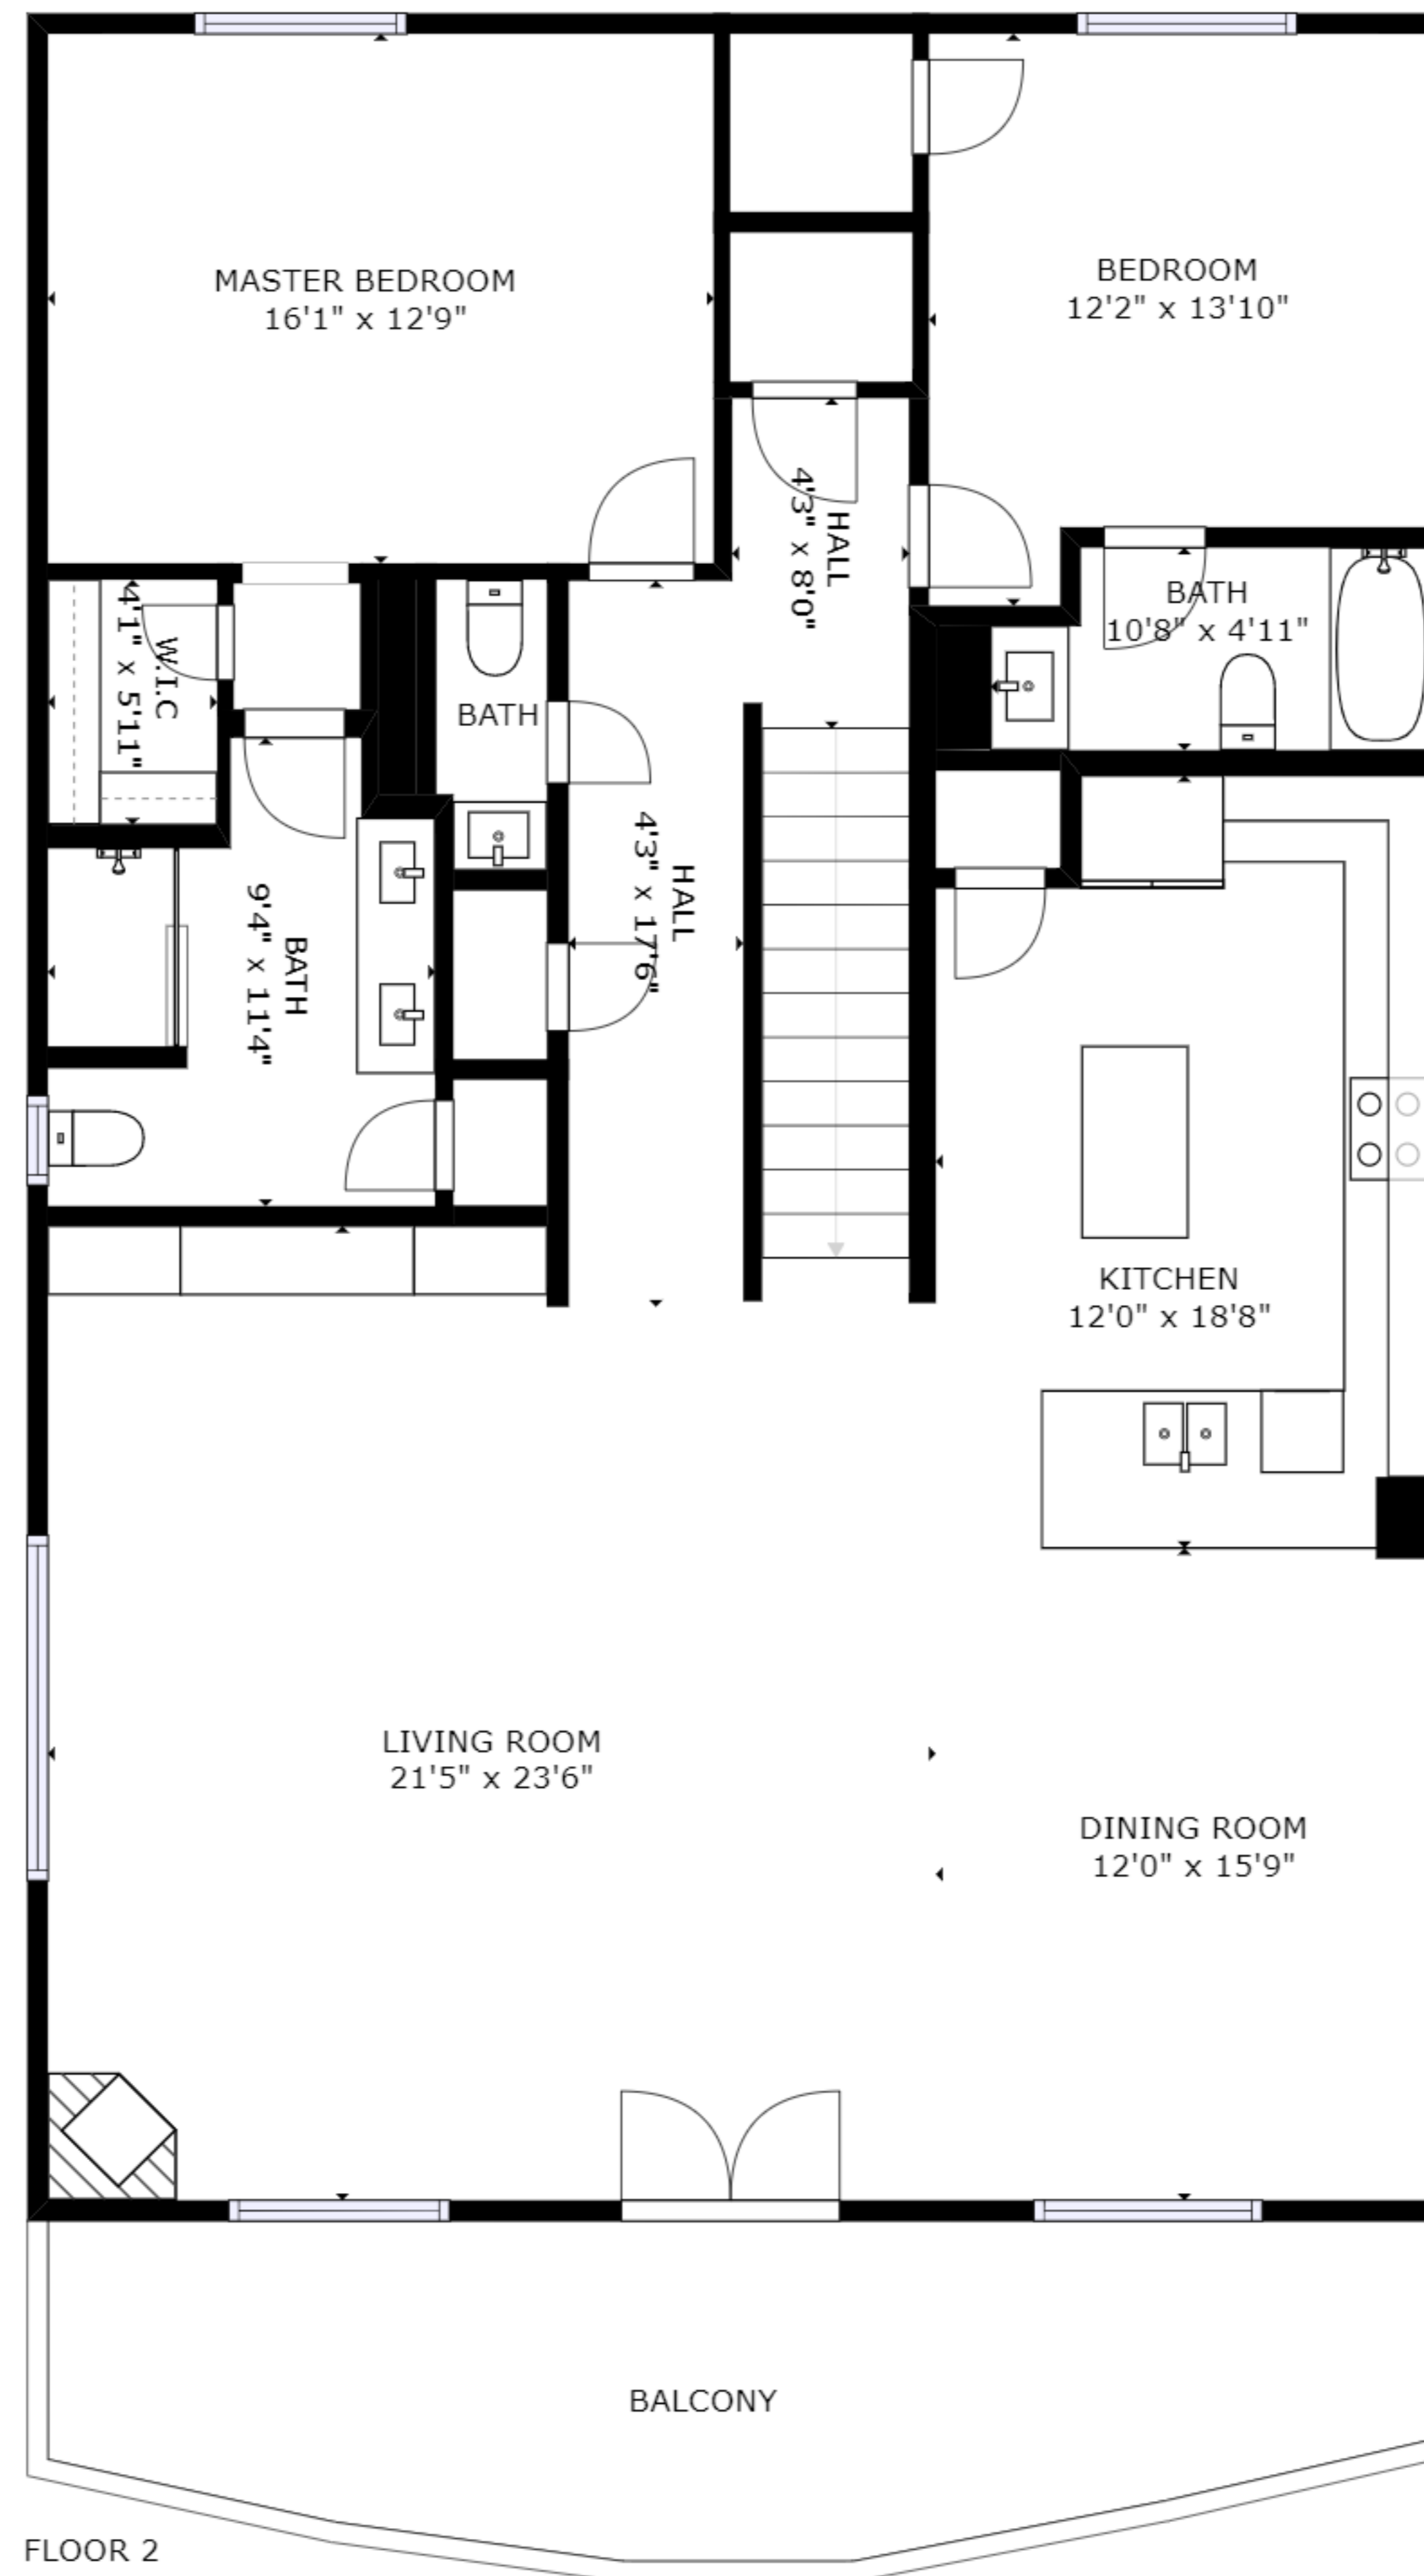 MASTER BEDROOM
16'1" x 12'9"
BEDROOM
12'2" x 13'10"
HALL
4'3" x 8'0"
BATH
10'8" x 4'11"
W.I.C
4'1" x 5'11"
BATH
HALL
4'3" x 17'6"
BATH
9'4" x 11'4"
KITCHEN
12'0" x 18'8"
LIVING ROOM
21'5" x 23'6"
DINING ROOM
12'0" x 15'9"
BALCONY
FLOOR 2